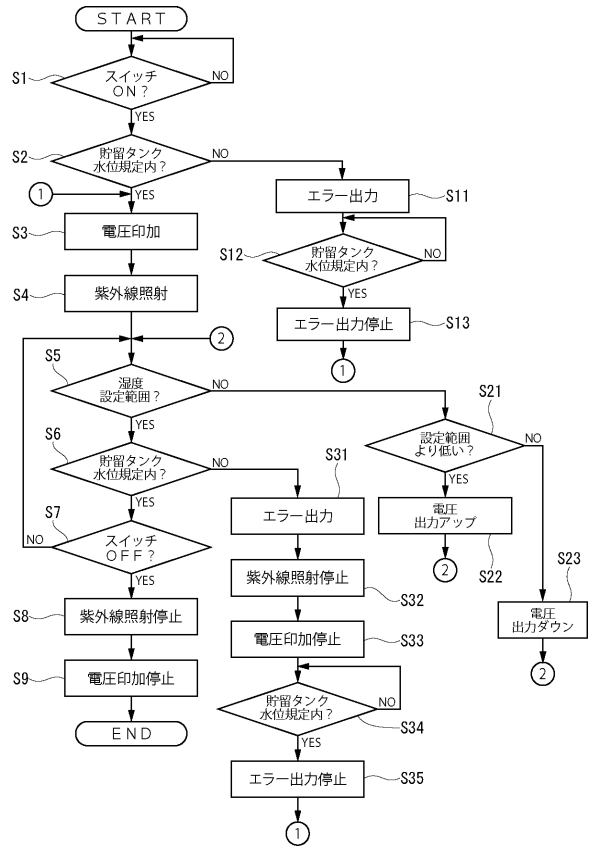 START
S1
スイッチ
ON？
NO
YES
S2
貯留タンク
水位規定内？
NO
YES
1
S3
電圧印加
S4
紫外線照射
エラー出力
S11
S12
貯留タンク
水位規定内？
NO
YES
エラー出力停止
S13
1
2
S5
湿度
設定範囲？
NO
YES
S6
貯留タンク
水位規定内？
NO
YES
S7
スイッチ
OFF？
NO
YES
S8
紫外線照射停止
S9
電圧印加停止
END
S31
エラー出力
紫外線照射停止
S32
電圧印加停止
S33
貯留タンク
水位規定内？
NO
S34
YES
エラー出力停止
S35
1
S21
設定範囲
より低い？
NO
YES
電圧
出力アップ
S22
2
S23
電圧
出力ダウン
2